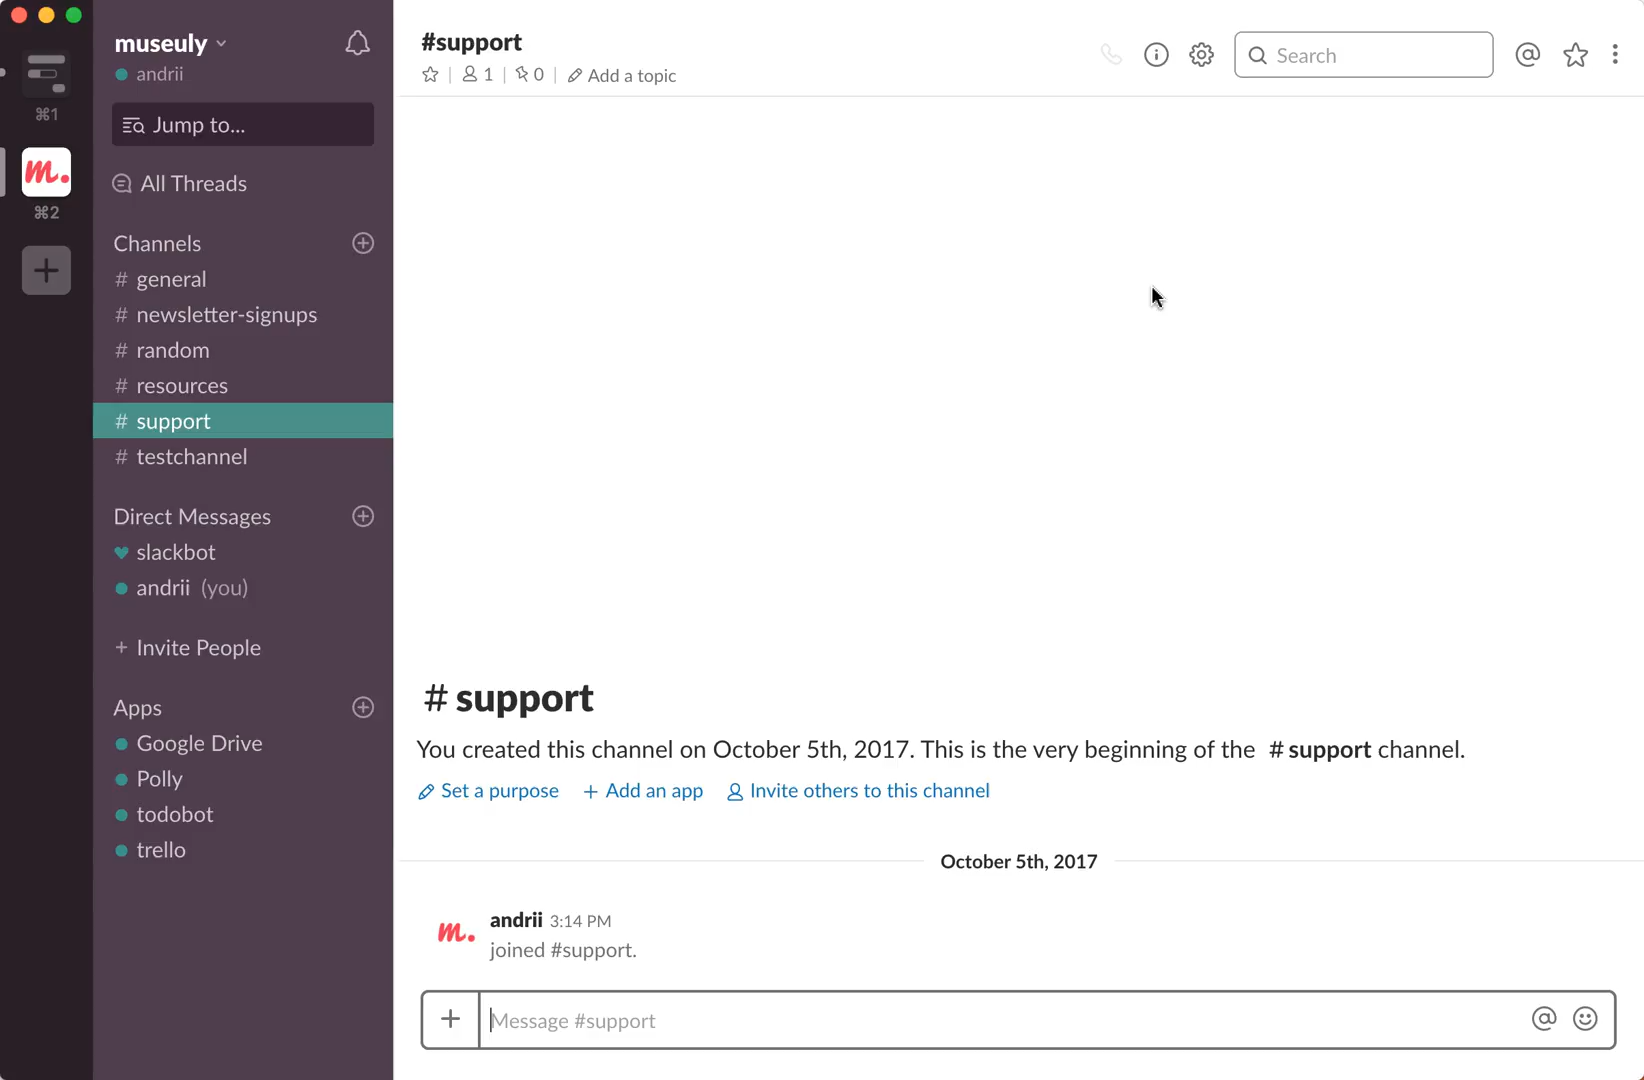 ⌘1
m.
⌘2
museuly
andrii
Jump to...
All Threads
Channels
# general
# newsletter-signups
# random
# resources
# support
# testchannel
Direct Messages
slackbot
andrii (you)
+ Invite People
Apps
Google Drive
Polly
todobot
trello
#support
1
0
Add a topic
Search
# support
You created this channel on October 5th, 2017. This is the very beginning of the # support channel.
Set a purpose + Add an app Invite others to this channel
October 5th, 2017
m.
andrii 3:14 PM
joined #support.
Message #support